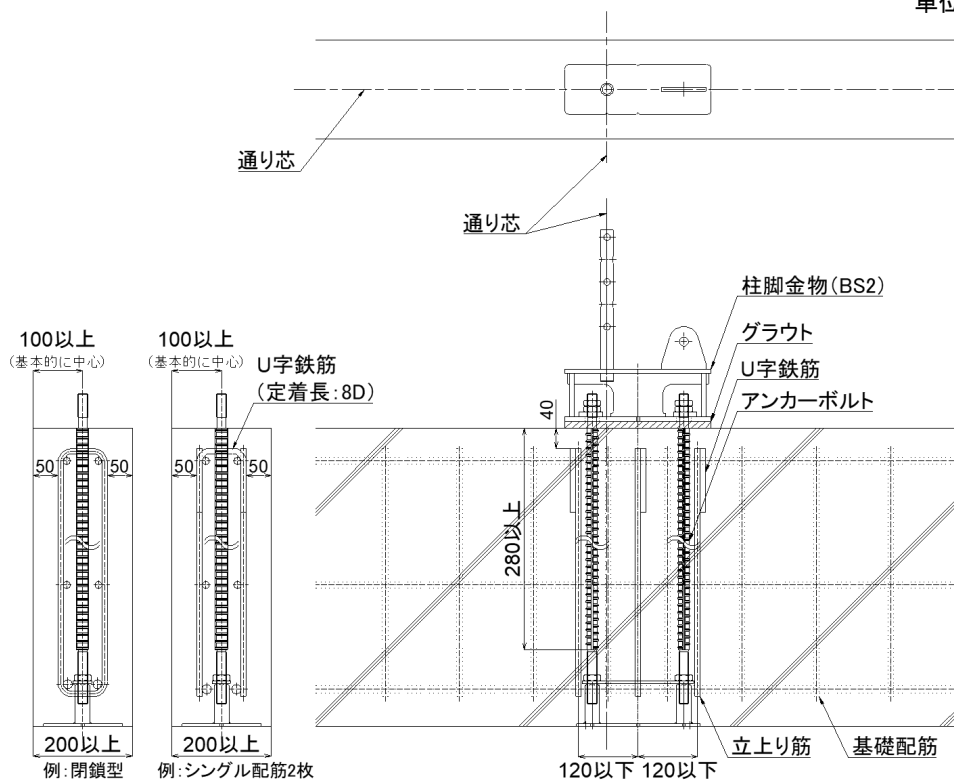 単位
通り芯
通り芯
柱脚金物(BS2)
グラウト
U字鉄筋
アンカーボルト
100以上
(基本的に中心)
100以上
(基本的に中心)
U字鉄筋
(定着長:8D)
40
50
50
50
50
280以上
200以上
例:閉鎖型
200以上
例:シングル配筋2枚
120以下
120以下
立上り筋
基礎配筋